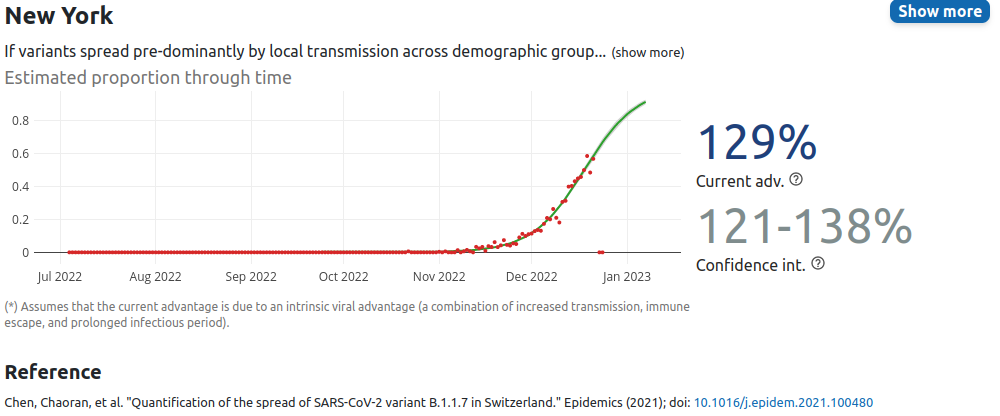 New York
Show more
If variants spread pre-dominantly by local transmission across demographic group... (show more)
Estimated proportion through time
0.8
0.6
0.4
0.2
0
Jul 2022
Aug 2022
Sep 2022
Oct 2022
Nov 2022
Dec 2022
Jan 2023
129%
Current adv. ?
121-138%
Confidence int. ?
(*) Assumes that the current advantage is due to an intrinsic viral advantage (a combination of increased transmission, immune
escape, and prolonged infectious period).
Reference
Chen, Chaoran, et al. "Quantification of the spread of SARS-CoV-2 variant B.1.1.7 in Switzerland." Epidemics (2021); doi: 10.1016/j.epidem.2021.100480